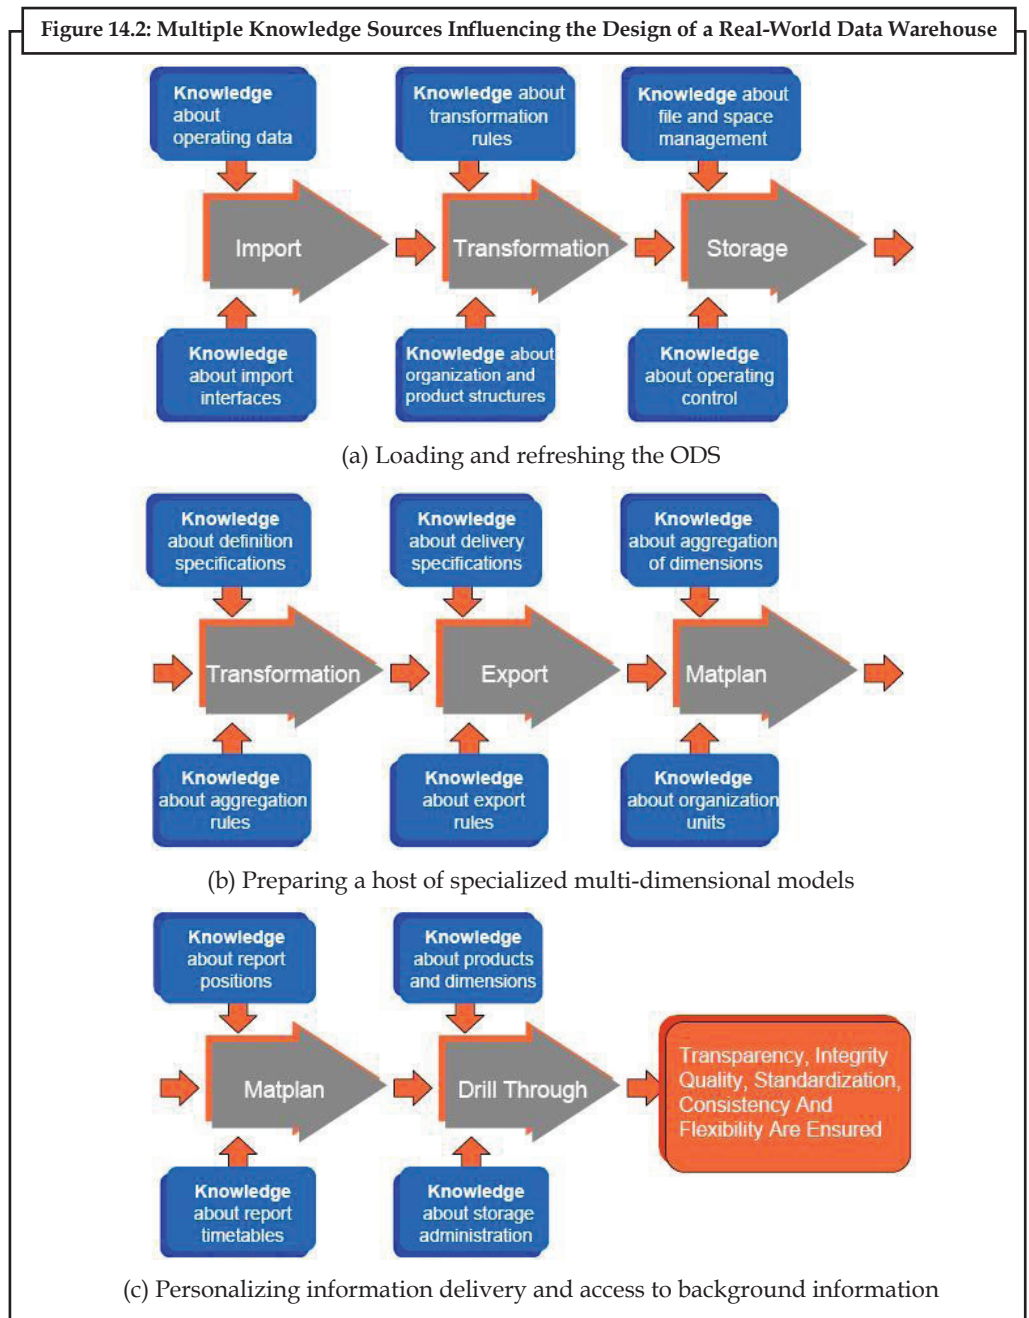 Figure 14.2: Multiple Knowledge Sources Influencing the Design of a Real-World Data Warehouse
Knowledge
about
operating data
Knowledge about
transformation
rules
Knowledge about
file and space
management
Import
Transformation
Storage
Knowledge
about import
interfaces
Knowledge about
organization and
product structures
Knowledge
about operating
control
(a) Loading and refreshing the ODS
Knowledge
about definition
specifications
Knowledge
about delivery
specifications
Knowledge
about aggregation
of dimensions
Transformation
Export
Matplan
Knowledge
about aggregation
rules
Knowledge
about export
rules
Knowledge
about organization
units
(b) Preparing a host of specialized multi-dimensional models
Knowledge
about report
positions
Knowledge
about products
and dimensions
Matplan
Drill Through
Transparency, Integrity
Quality, Standardization,
Consistency And
Flexibility Are Ensured
Knowledge
about report
timetables
Knowledge
about storage
administration
(c) Personalizing information delivery and access to background information